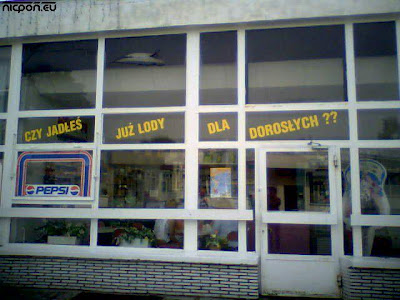 nicpon.eu
CZY JADŁEŚ JUŻ LODY DLA DOROSŁYCH ??
PEPSI